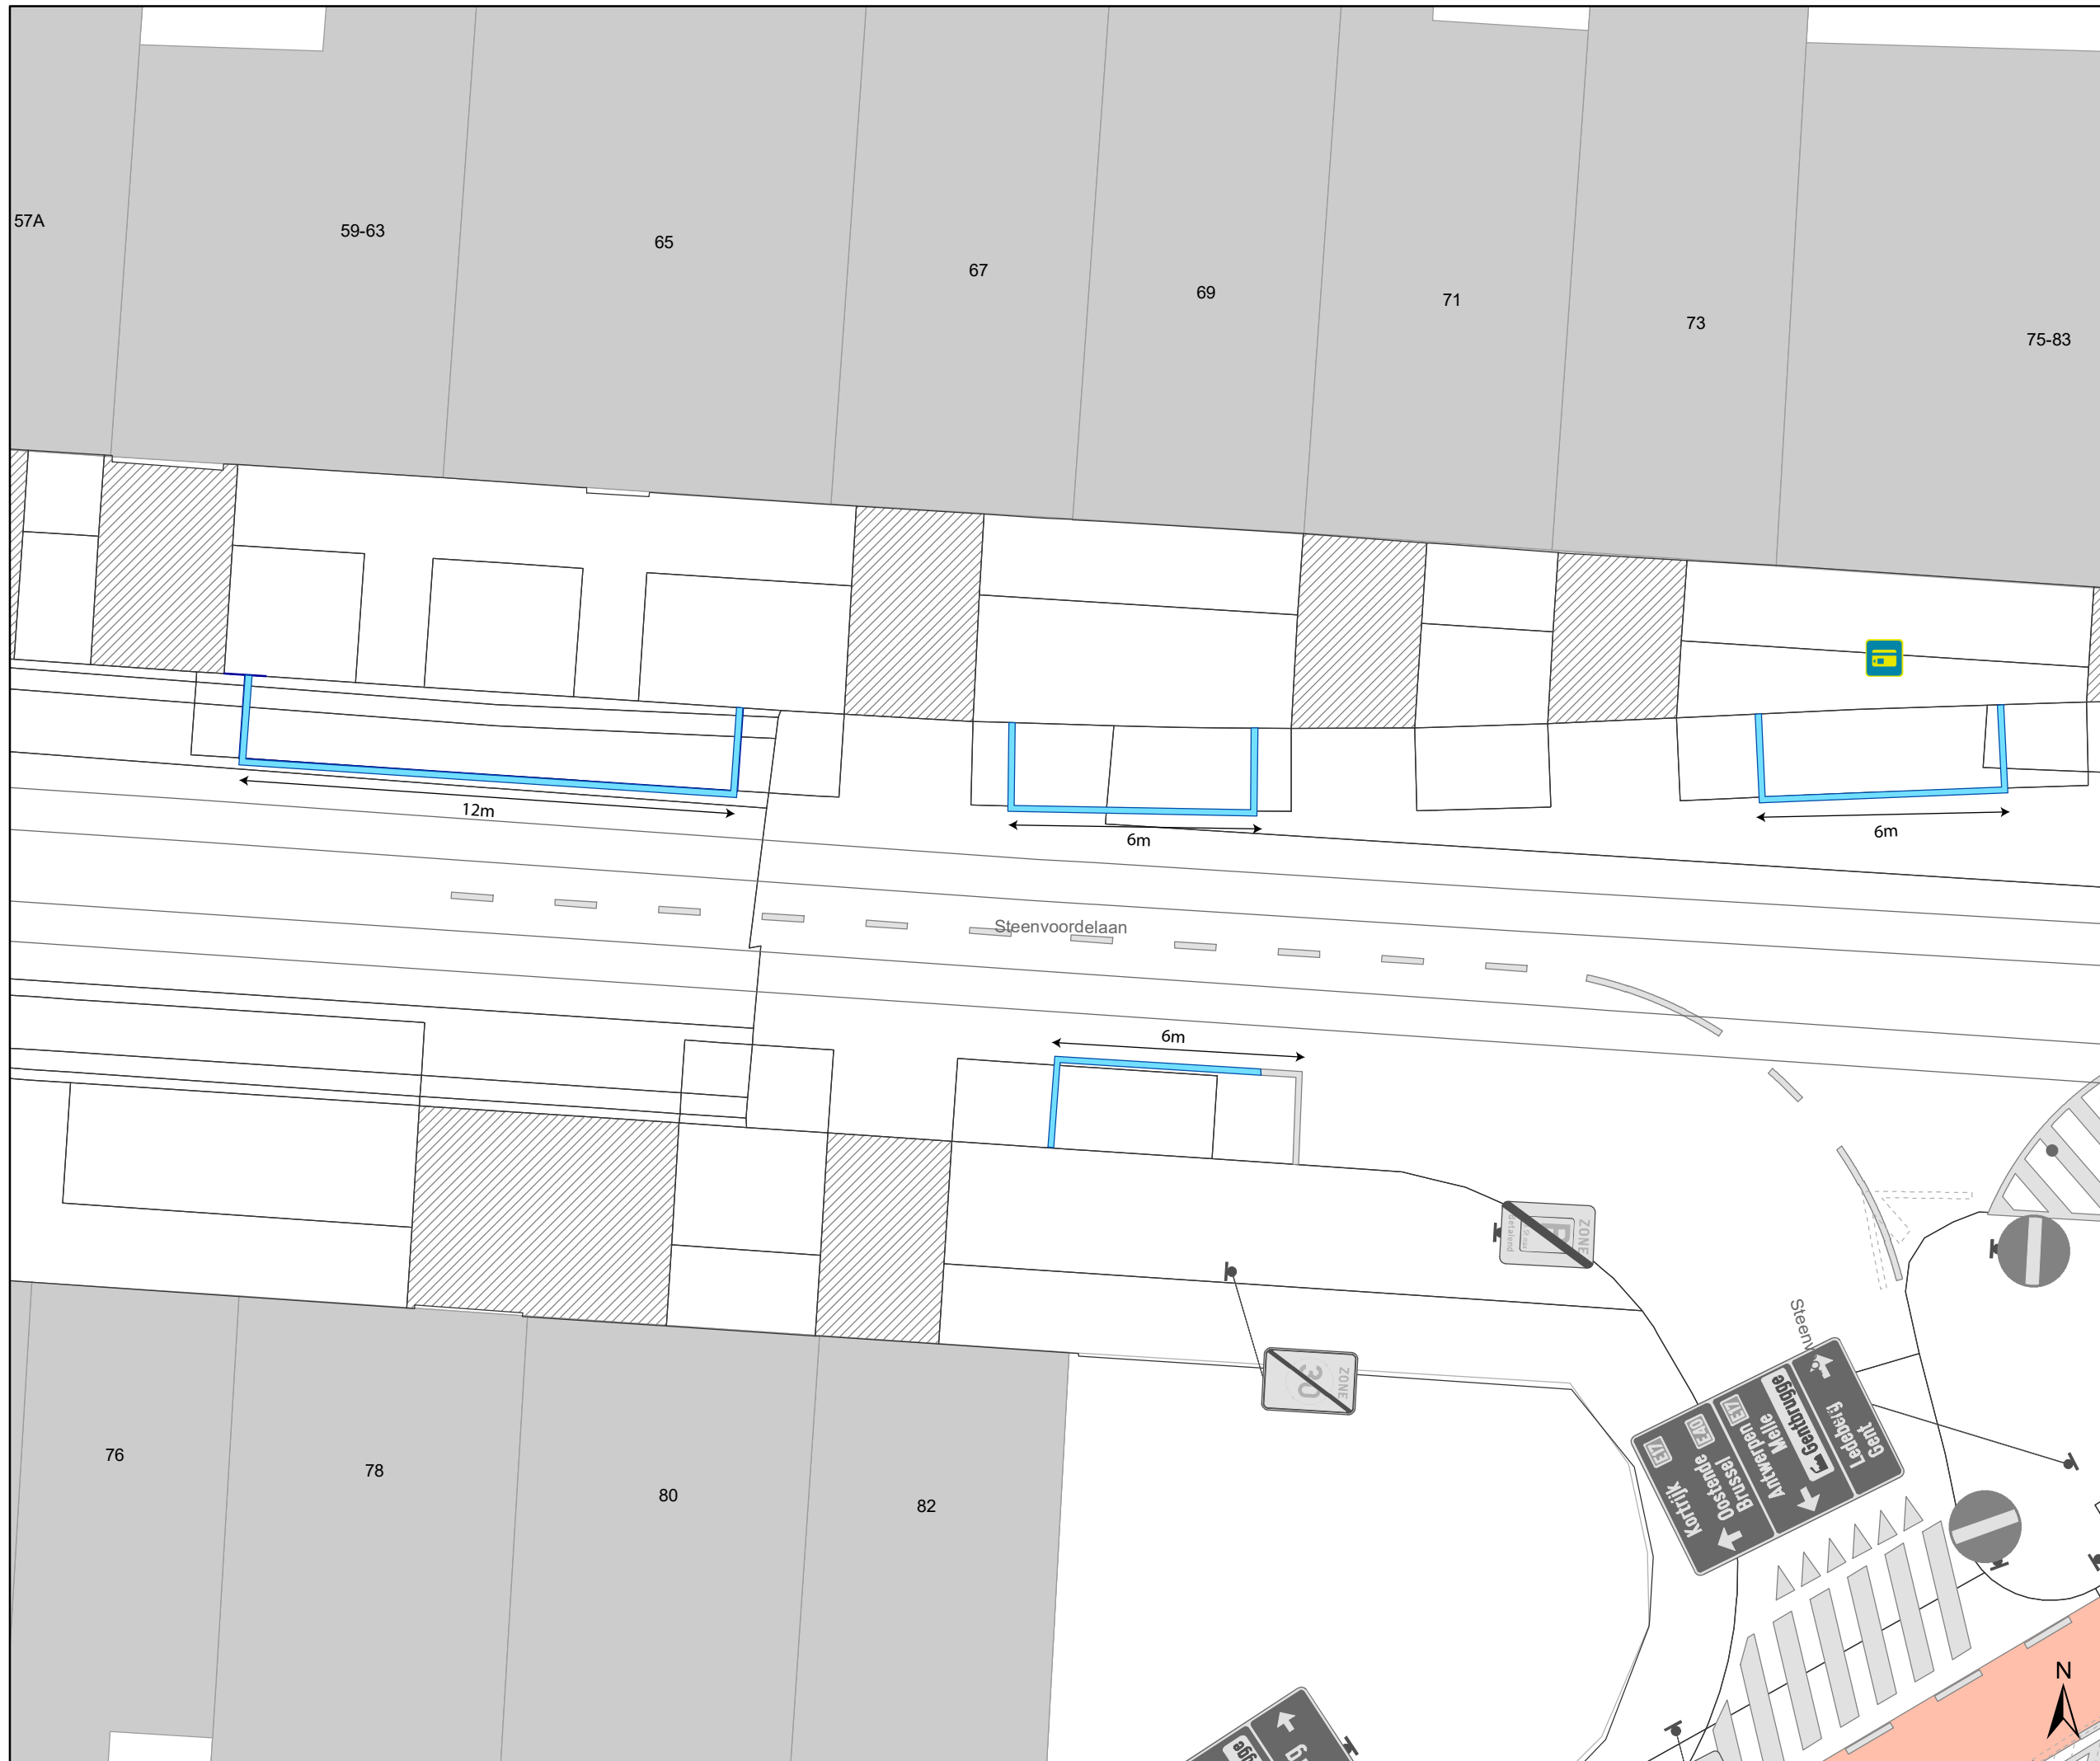 57A
59-63
65
67
69
71
73
75-83
12m
6m
6m
Steenvoordelaan
6m
ZONE
P
ZONE
30
76
78
80
82
Gent
Ledeberg
Gentbrugge
Melle
Antwerpen
E17
Brussel
Oostende
E40
Kortrijk
E17
N